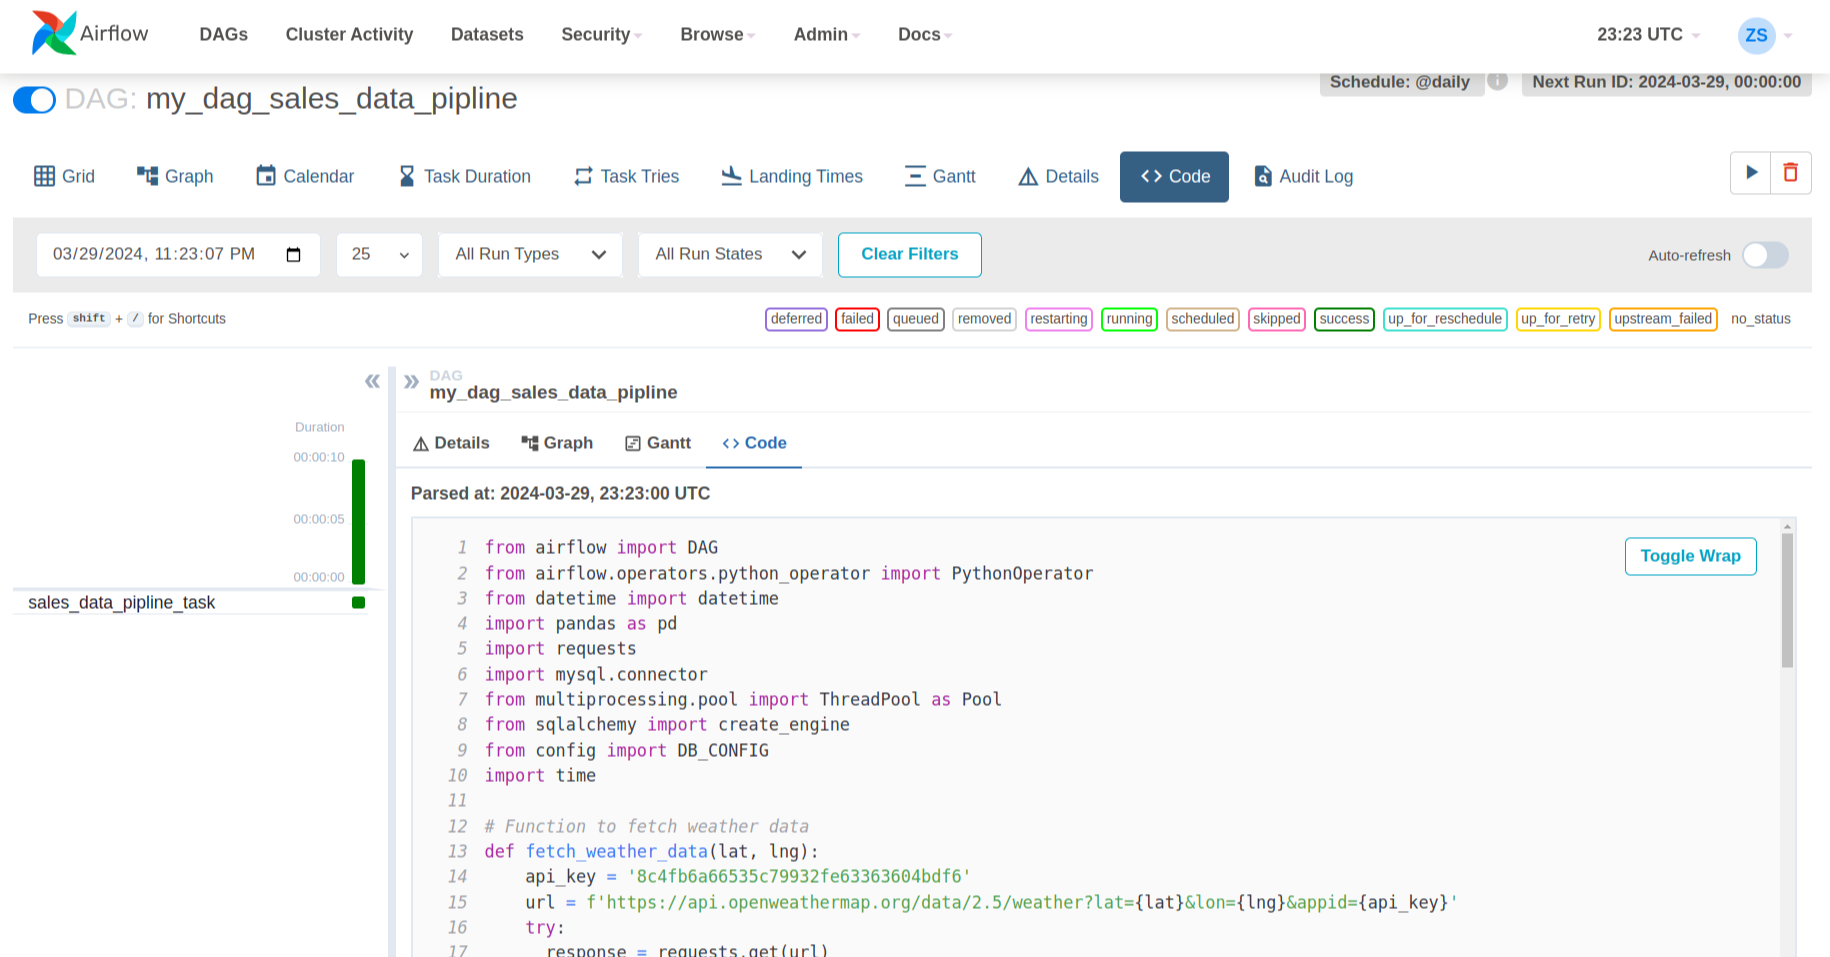 Airflow DAGs Cluster Activity Datasets Security Browse Admin Docs 23:23 UTC ZS
Schedule: @daily i Next Run ID: 2024-03-29, 00:00:00
DAG: my_dag_sales_data_pipline
Grid Graph Calendar Task Duration Task Tries Landing Times Gantt Details <> Code Audit Log
03/29/2024, 11:23:07 PM 25 All Run Types All Run States Clear Filters Auto-refresh
Press shift + / for Shortcuts deferred failed queued removed restarting running scheduled skipped success up_for_reschedule up_for_retry upstream_failed no_status
« » DAG
my_dag_sales_data_pipline
Duration
00:00:10
00:00:05
00:00:00
sales_data_pipline_task
Details Graph Gantt <> Code
Parsed at: 2024-03-29, 23:23:00 UTC
Toggle Wrap
1 from airflow import DAG
2 from airflow.operators.python_operator import PythonOperator
3 from datetime import datetime
4 import pandas as pd
5 import requests
6 import mysql.connector
7 from multiprocessing.pool import ThreadPool as Pool
8 from sqlalchemy import create_engine
9 from config import DB_CONFIG
10 import time
11
12 # Function to fetch weather data
13 def fetch_weather_data(lat, lng):
14 api_key = '8c4fb6a66535c79932fe63363604bdf6'
15 url = f'https://api.openweathermap.org/data/2.5/weather?lat={lat}&lon={lng}&appid={api_key}'
16 try:
17 response = requests.get(url)